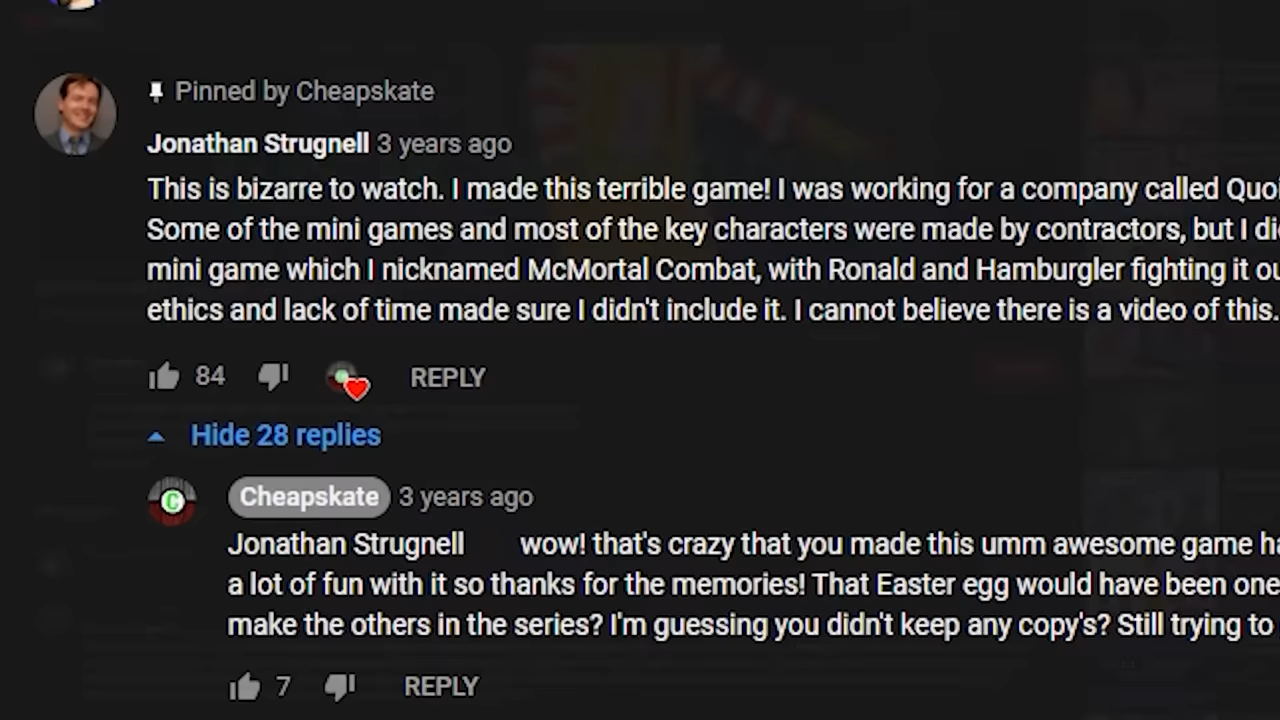 Pinned by Cheapskate
Jonathan Strugnell 3 years ago
This is bizarre to watch. I made this terrible game! I was working for a company called
Some of the mini games and most of the key characters were made by contractors, but I
mini game which I nicknamed McMortal Combat, with Ronald and Hamburgler fighting it
ethics and lack of time made sure I didn't include it. I cannot believe there is a video of this.
84 REPLY
Hide 28 replies
C Cheapskate 3 years ago
Jonathan Strugnell wow! that's crazy that you made this umm awesome game
a lot of fun with it so thanks for the memories! That Easter egg would have been one
make the others in the series? I'm guessing you didn't keep any copy's? Still trying to
7 REPLY